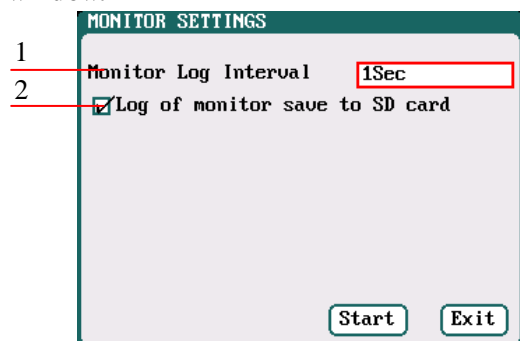 MONITOR SETTINGS
1
Monitor Log Interval 1Sec
2
Log of monitor save to SD card
Start Exit